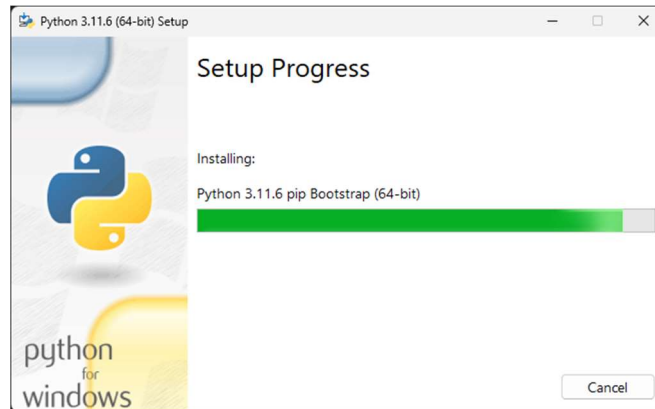 Python 3.11.6 (64-bit) Setup
Setup Progress
Installing:
Python 3.11.6 pip Bootstrap (64-bit)
python
for
windows
Cancel